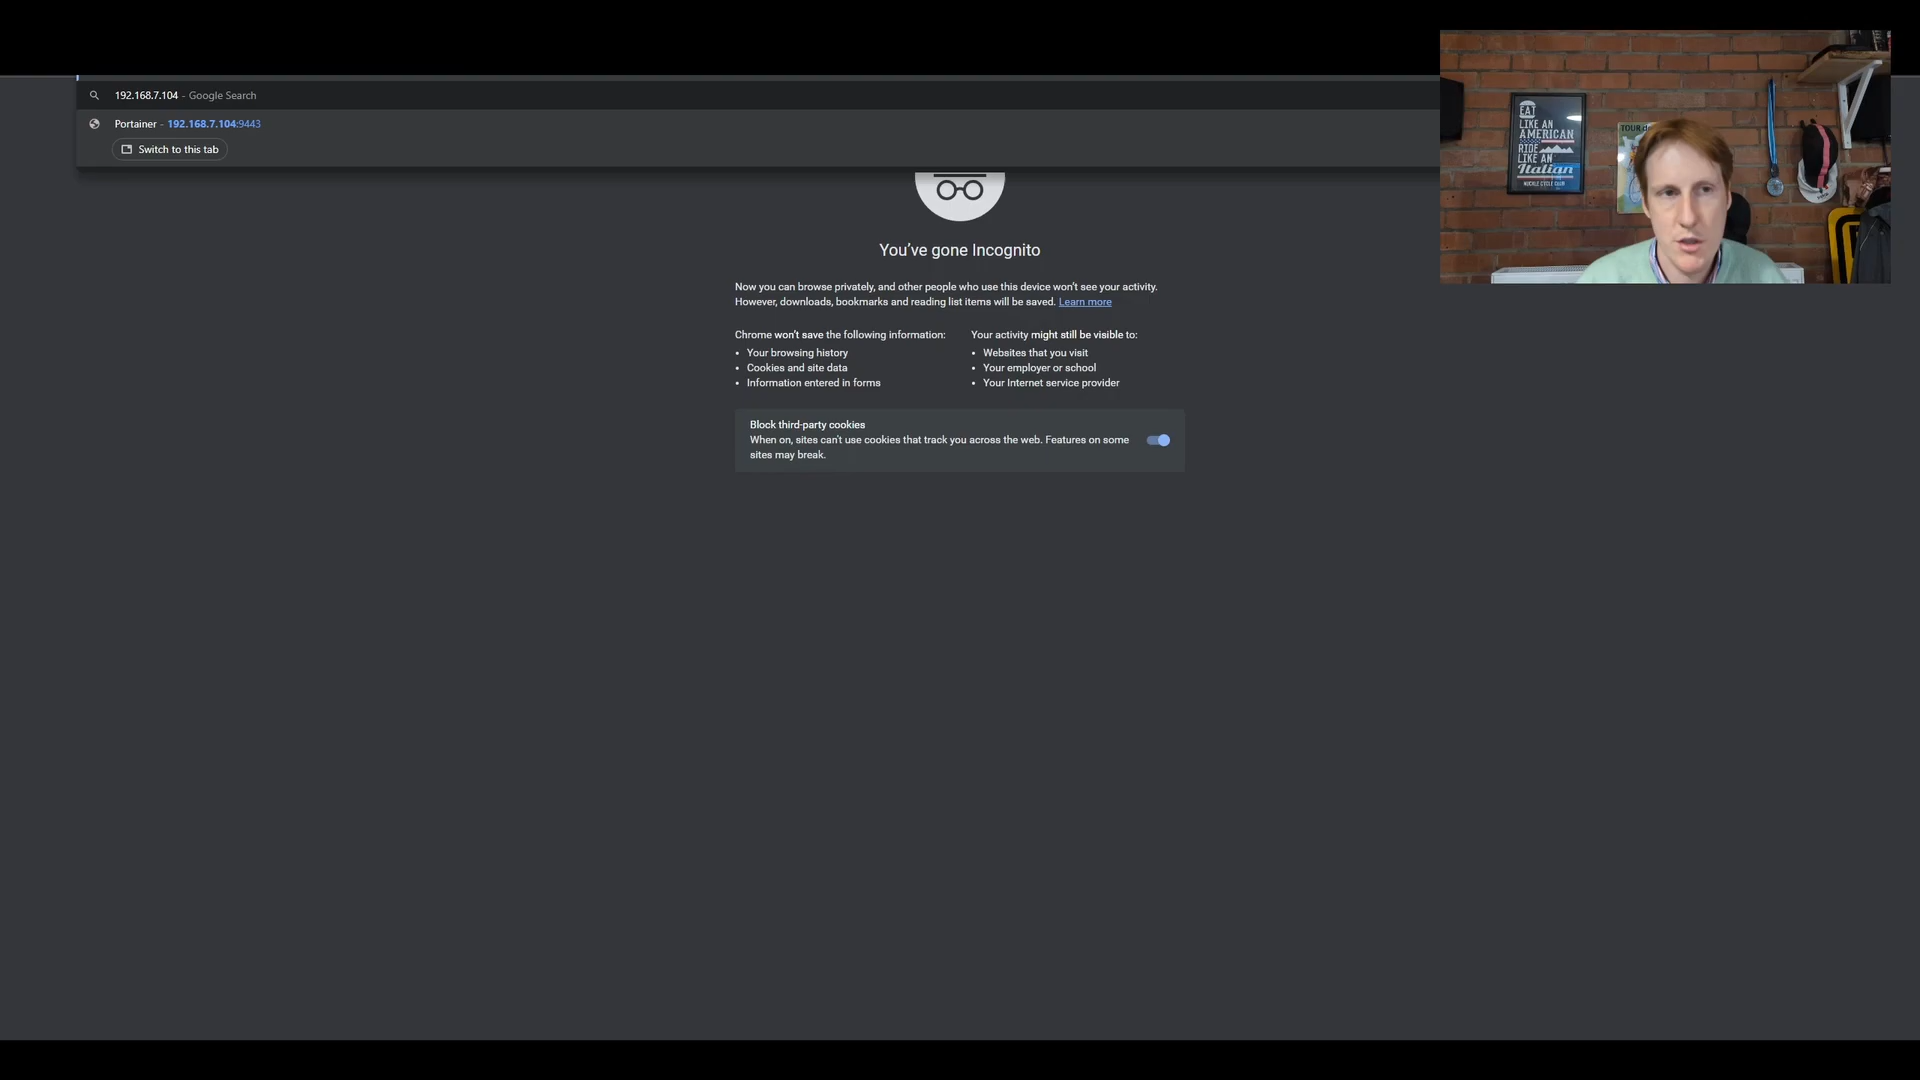 192.168.7.104 - Google Search
Portainer - 192.168.7.104:9443
Switch to this tab
You've gone Incognito
Now you can browse privately, and other people who use this device won't see your activity.
However, downloads, bookmarks and reading list items will be saved. Learn more
Chrome won't save the following information:
• Your browsing history
• Cookies and site data
• Information entered in forms
Your activity might still be visible to:
• Websites that you visit
• Your employer or school
• Your Internet service provider
Block third-party cookies
When on, sites can't use cookies that track you across the web. Features on some
sites may break.
EAT
LIKE AN
AMERICAN
RIDE
LIKE AN
Italian
HUCKLE CYCLE CLUB
TOUR